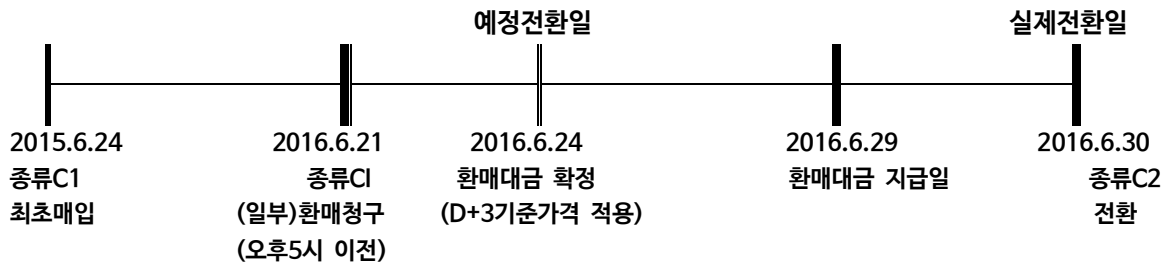 예정전환일 실제전환일
2015.6.24 2016.6.21 2016.6.24 2016.6.29 2016.6.30
종류C1 종류CI 환매대금 확정 환매대금 지급일 종류C2
최초매입 (일부)환매청구 (D+3기준가격 적용) 전환
(오후5시 이전)